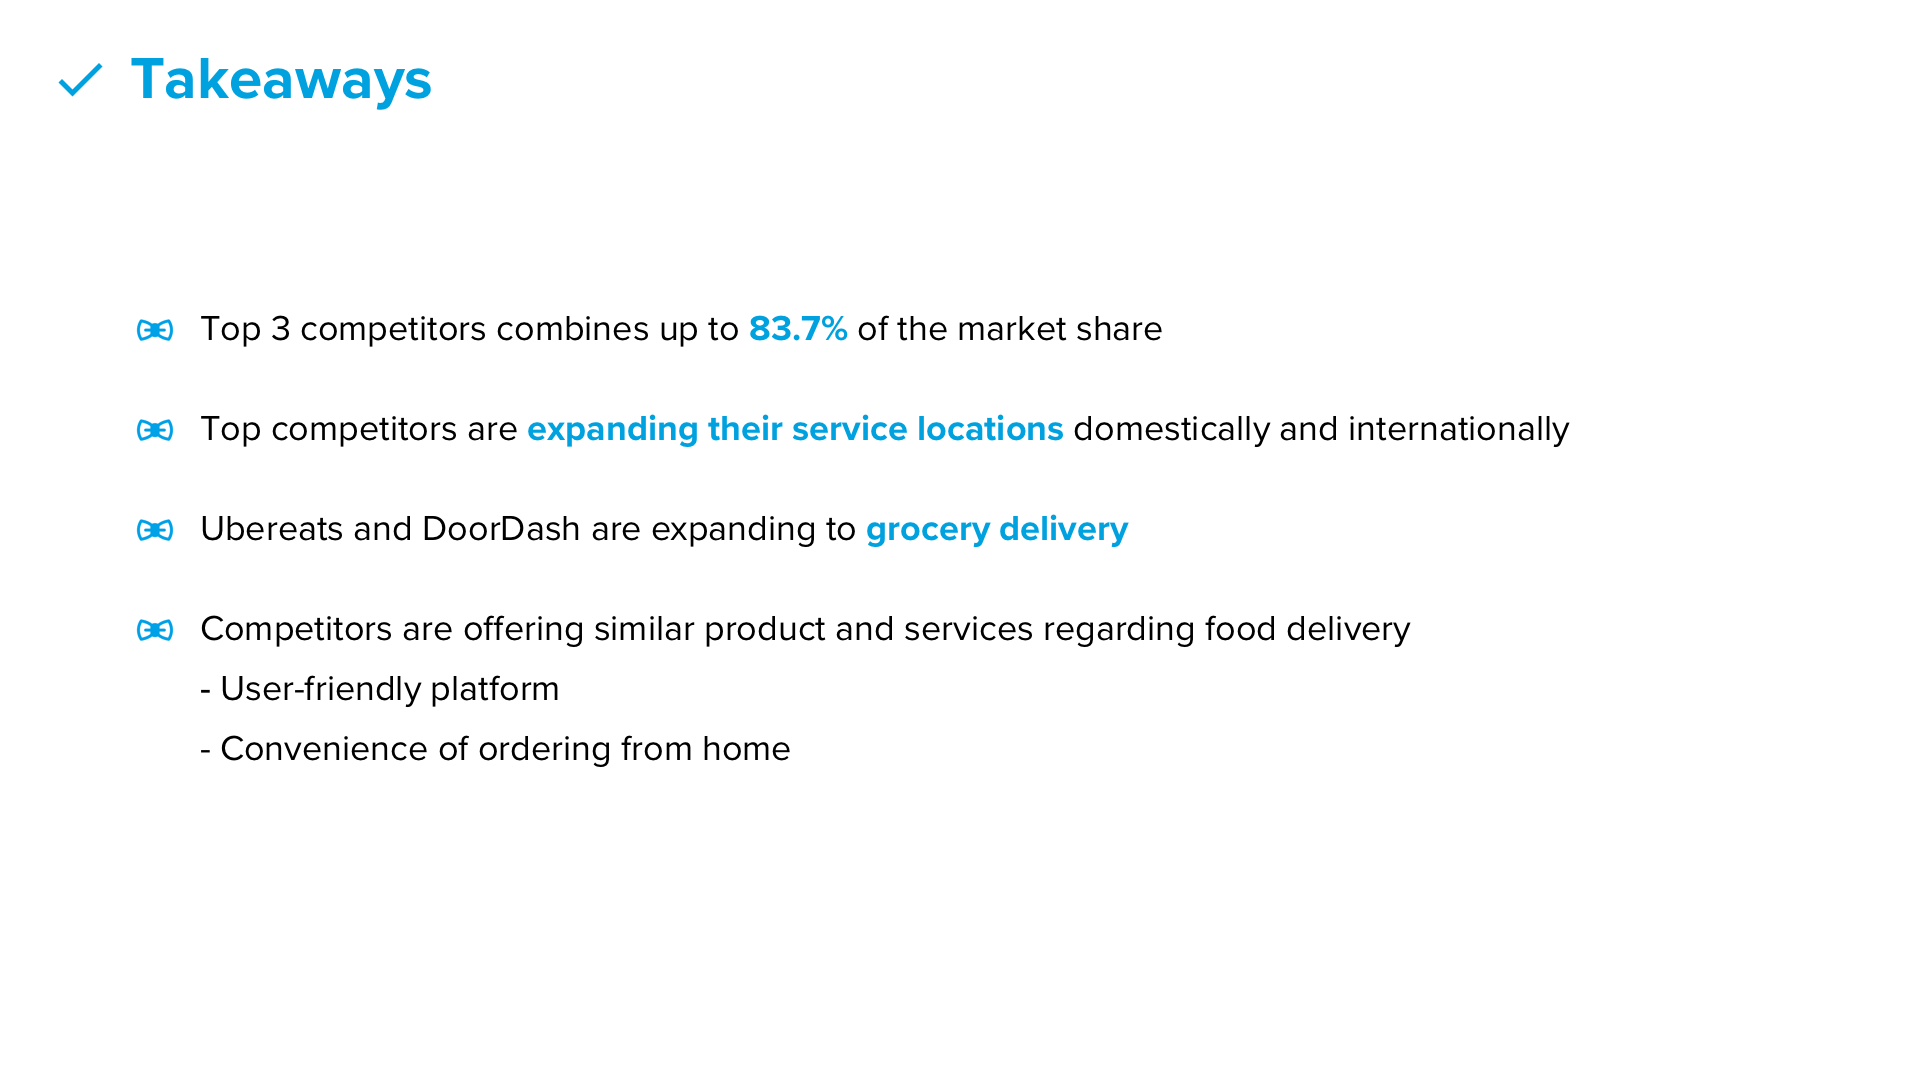 Takeaways
Top 3 competitors combines up to 83.7% of the market share
Top competitors are expanding their service locations domestically and internationally
Ubereats and DoorDash are expanding to grocery delivery
Competitors are offering similar product and services regarding food delivery
- User-friendly platform
- Convenience of ordering from home